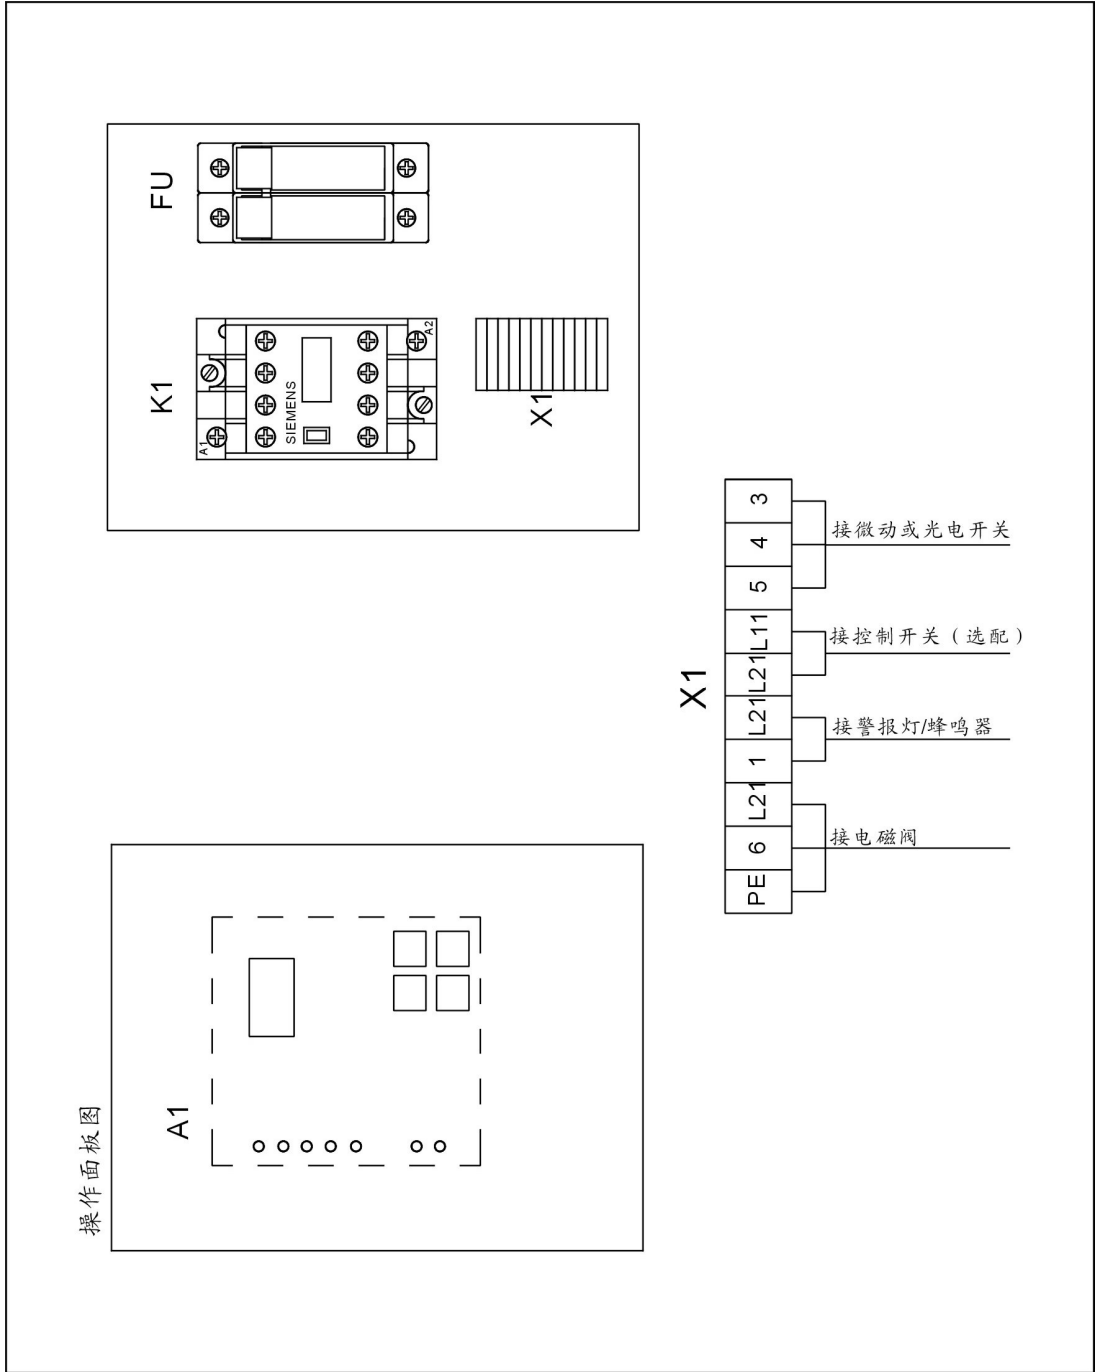 FU
K1
A1
A2
SIEMENS
X1
X1
3
4
5
L11
L21
L21
1
L21
6
PE
接微动或光电开关
接控制开关（选配）
接警报灯/蜂鸣器
接电磁阀
操作面板图
A1